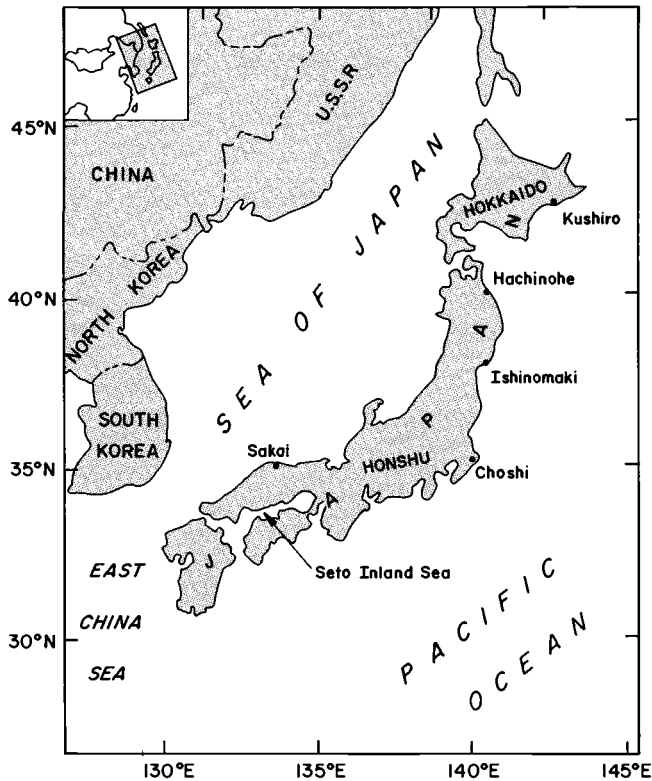 U.S.S.R.
45°N
CHINA
SEA OF JAPAN
HOKKAIDO
Kushiro
NORTH KOREA
40°N
Hachinohe
Ishinomaki
SOUTH
KOREA
JAPAN
Sakai
HONSHU
35°N
Choshi
EAST
CHINA
SEA
Seto Inland Sea
30°N
PACIFIC
OCEAN
130°E
135°E
140°E
145°E